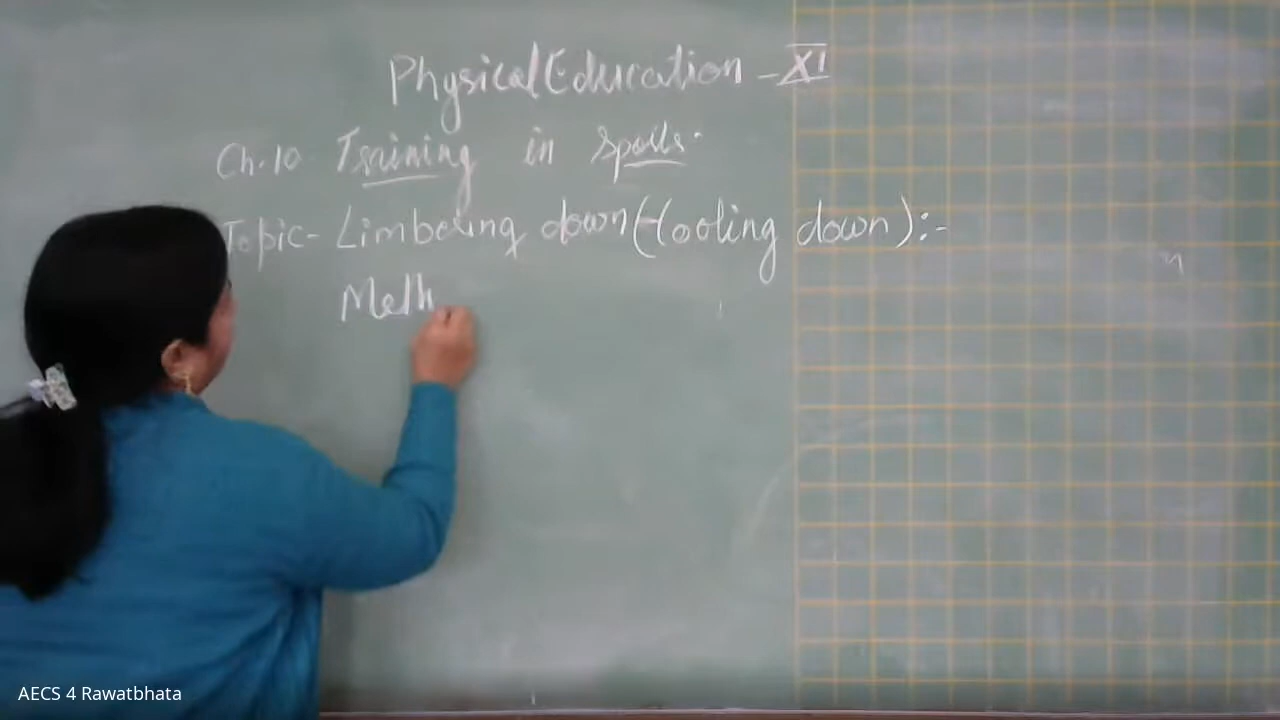 Physical Education - XI
Ch.10 Training in Sports.
Topic- Limbering down (Cooling down):-
Meth
AECS 4 Rawatbhata